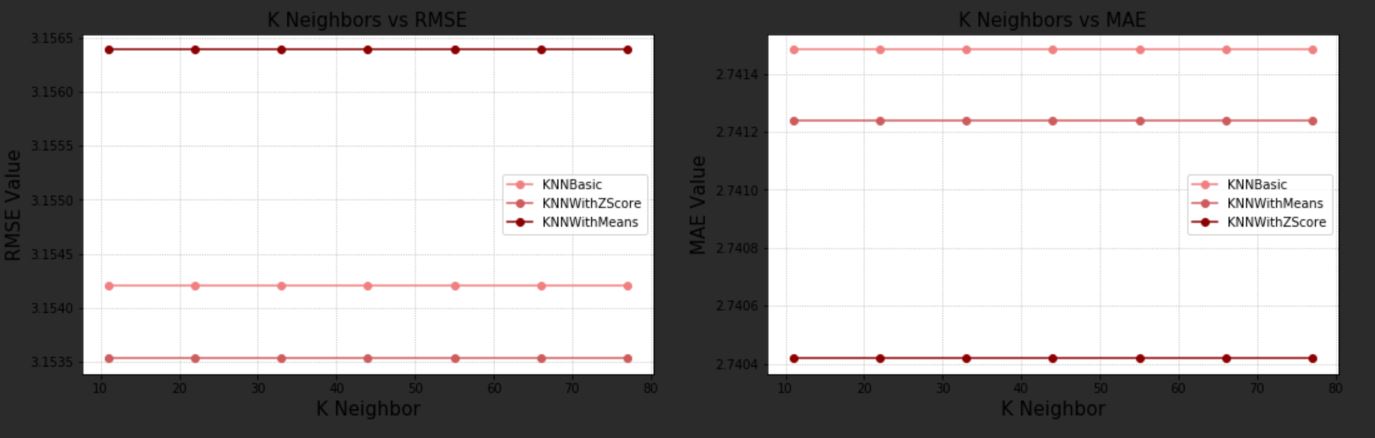 K Neighbors vs RMSE
3.1565
3.1560
3.1555
3.1550
3.1545
3.1540
3.1535
RMSE Value
KNNBasic
KNNWithZScore
KNNWithMeans
10 20 30 40 50 60 70 80
K Neighbor
K Neighbors vs MAE
2.7414
2.7412
2.7410
2.7408
2.7406
2.7404
MAE Value
KNNBasic
KNNWithMeans
KNNWithZScore
10 20 30 40 50 60 70 80
K Neighbor